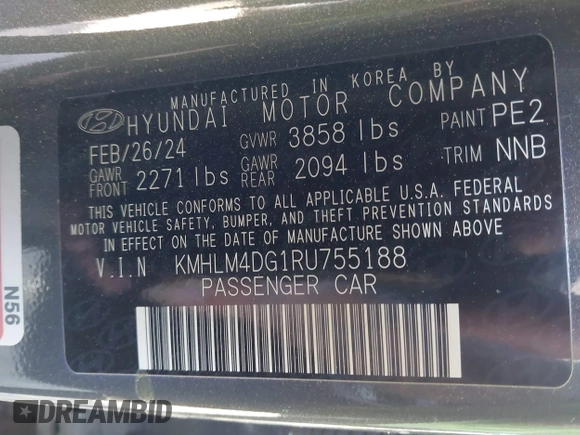 MANUFACTURED IN KOREA BY
HYUNDAI MOTOR COMPANY
FEB/26/24 GVWR 3858 lbs PAINT PE2
GAWR FRONT 2271 lbs GAWR REAR 2094 lbs TRIM NNB
THIS VEHICLE CONFORMS TO ALL APPLICABLE U.S.A. FEDERAL
MOTOR VEHICLE SAFETY, BUMPER, AND THEFT PREVENTION STANDARDS
IN EFFECT ON THE DATE OF MANUFACTURE SHOWN ABOVE
V.I.N KMHLM4DG1RU755188
PASSENGER CAR
N56
DREAMBID